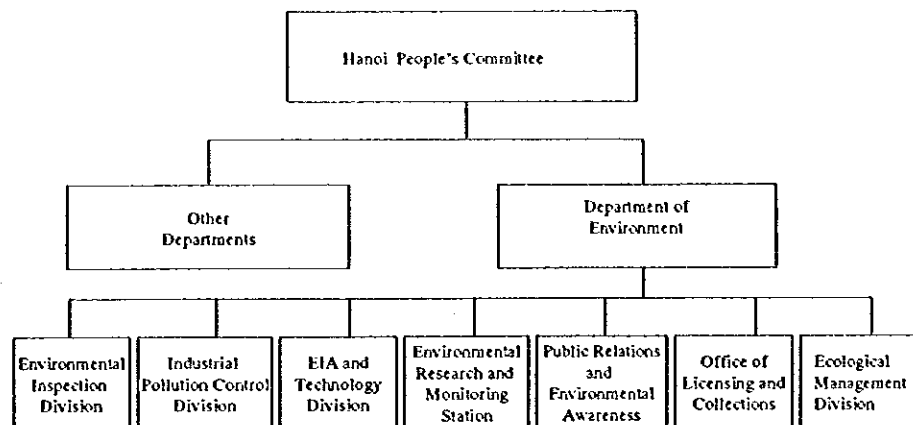 Hanoi People's Committee
Other
Departments
Department of
Environment
Environmental
Inspection
Division
Industrial
Pollution Control
Division
EIA and
Technology
Division
Environmental
Research and
Monitoring
Station
Public Relations
and
Environmental
Awareness
Office of
Licensing and
Collections
Ecological
Management
Division